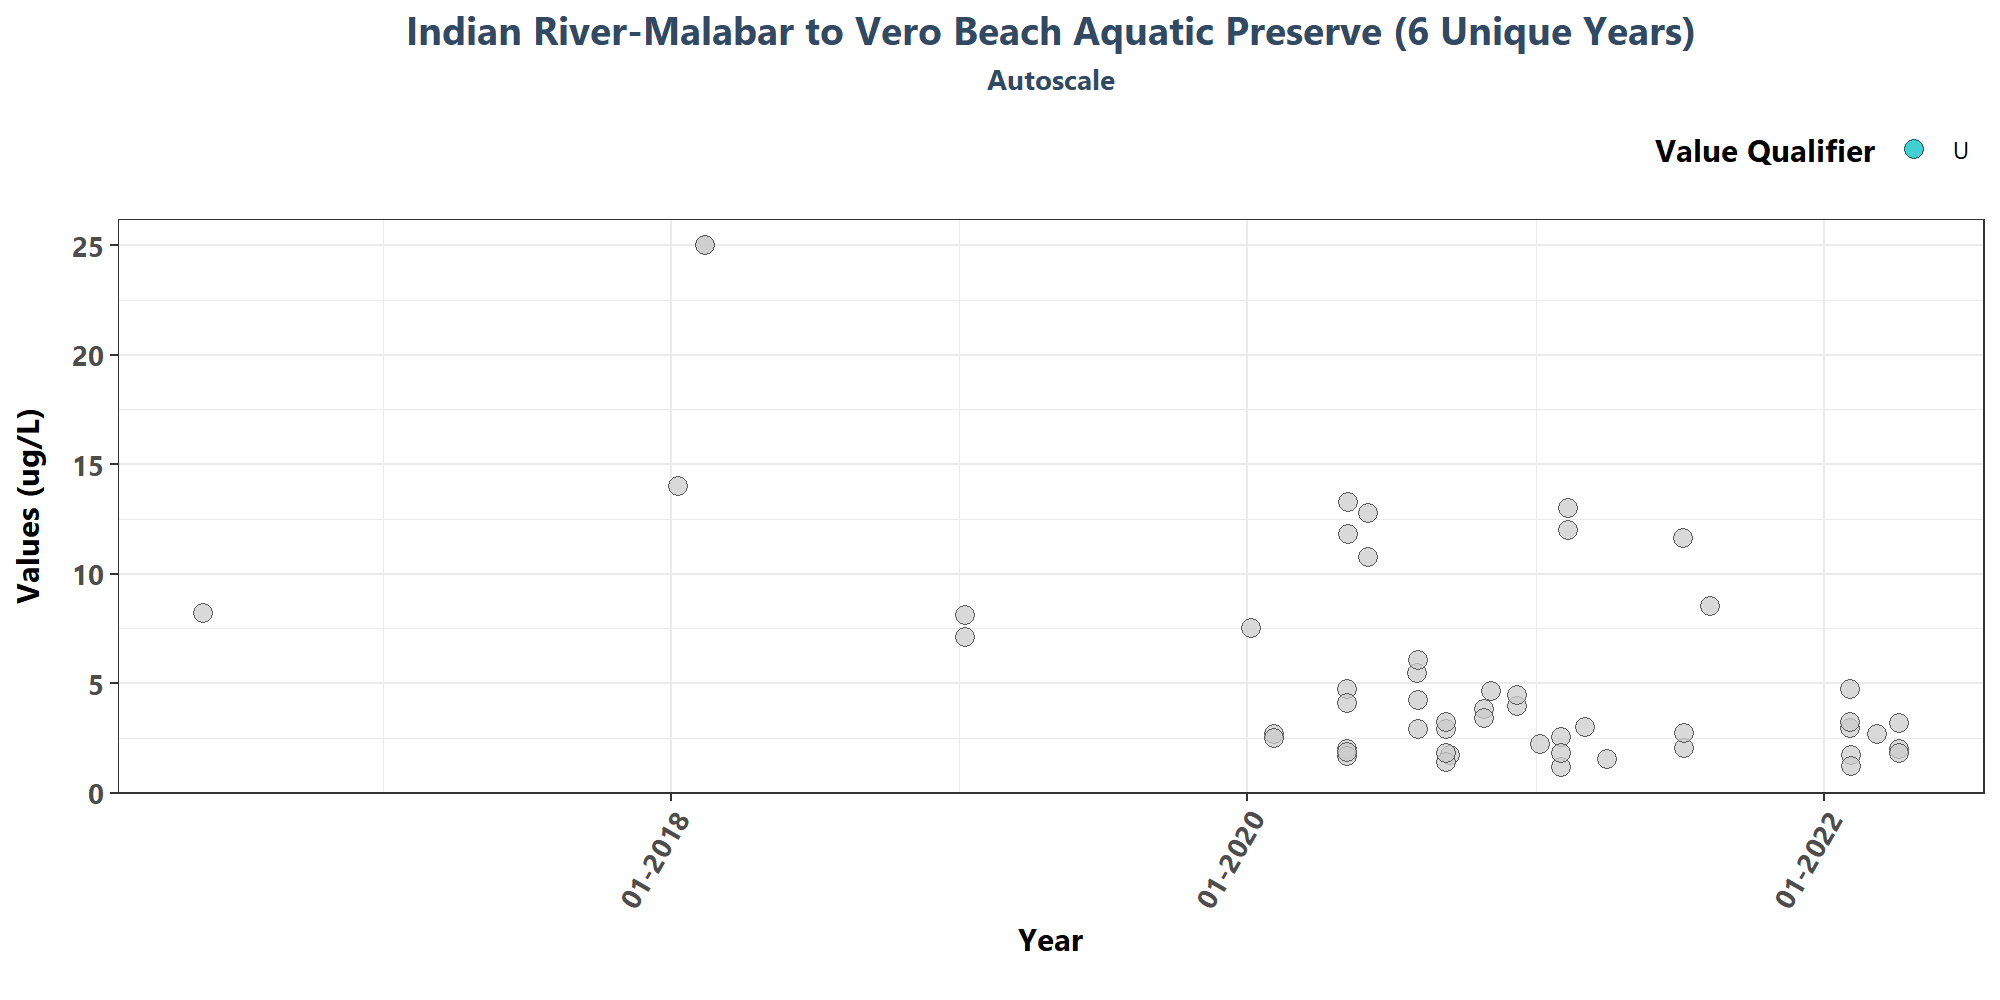 Indian River-Malabar to Vero Beach Aquatic Preserve (6 Unique Years)
Autoscale
Value Qualifier U
25
20
15
10
5
0
Values (ug/L)
01-2018
01-2020
01-2022
Year